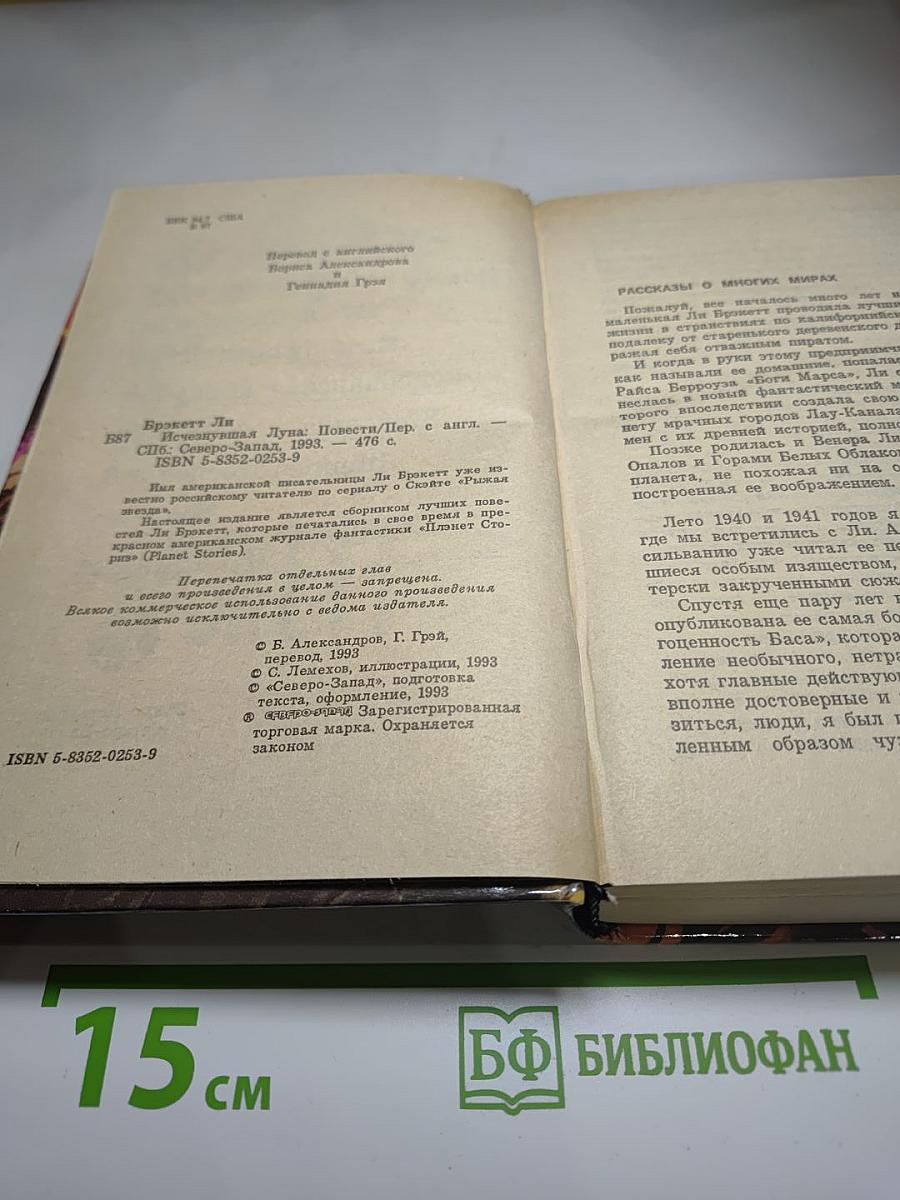 ББК 84.7 США
Б 87
Перевод с английского
Бориса Александрова
и
Геннадия Грэя
Брэкетт Ли
Б87 Исчезнувшая Луна: Повести/Пер. с англ. —
СПб.: Северо-Запад, 1993. — 476 с.
ISBN 5-8352-0253-9
Имя американской писательницы Ли Брэкетт уже из-
вестно российскому читателю по сериалу о Скэйте «Рыжая
звезда».
Настоящее издание является сборником лучших пове-
стей Ли Брэкетт, которые печатались в свое время в пре-
красном американском журнале фантастики «Плэнет Сто-
риз» (Planet Stories).
Перепечатка отдельных глав
и всего произведения в целом — запрещена.
Всякое коммерческое использование данного произведения
возможно исключительно с ведома издателя.
© Б. Александров, Г. Грэй,
перевод, 1993
© С. Лемехов, иллюстрации, 1993
© «Северо-Запад», подготовка
текста, оформление, 1993
® СЕВЕРО-ЗАПАД Зарегистрированная
торговая марка. Охраняется
законом
ISBN 5-8352-0253-9
РАССКАЗЫ О МНОГИХ МИРАХ
Пожалуй, все началось много лет н
маленькая Ли Брэкетт проводила лучши
жизни в странствиях по калифорнийск
подалеку от старенького деревенского д
ражая себя отважным пиратом.
И когда в руки этому предприимч
как называли ее домашние, попалас
Райса Берроуза «Боги Марса», Ли с
неслась в новый фантастический м
торого впоследствии создала свою
нету мрачных городов Лау-Канала
мен с их древней историей, полно
Позже родилась и Венера Ли
Опалов и Горами Белых Облаков
планета, не похожая ни на о
построенная ее воображением.
Лето 1940 и 1941 годов я
где мы встретились с Ли. А
сильванию уже читал ее пе
шиеся особым изяществом,
терски закрученными сюж
Спустя еще пару лет
опубликована ее самая бо
гоценность Баса», котора
ление необычного, нетра
хотя главные действую
вполне достоверные и
зиться, люди, я был п
ленным образом чуз
15 см
БФ БИБЛИОФАН